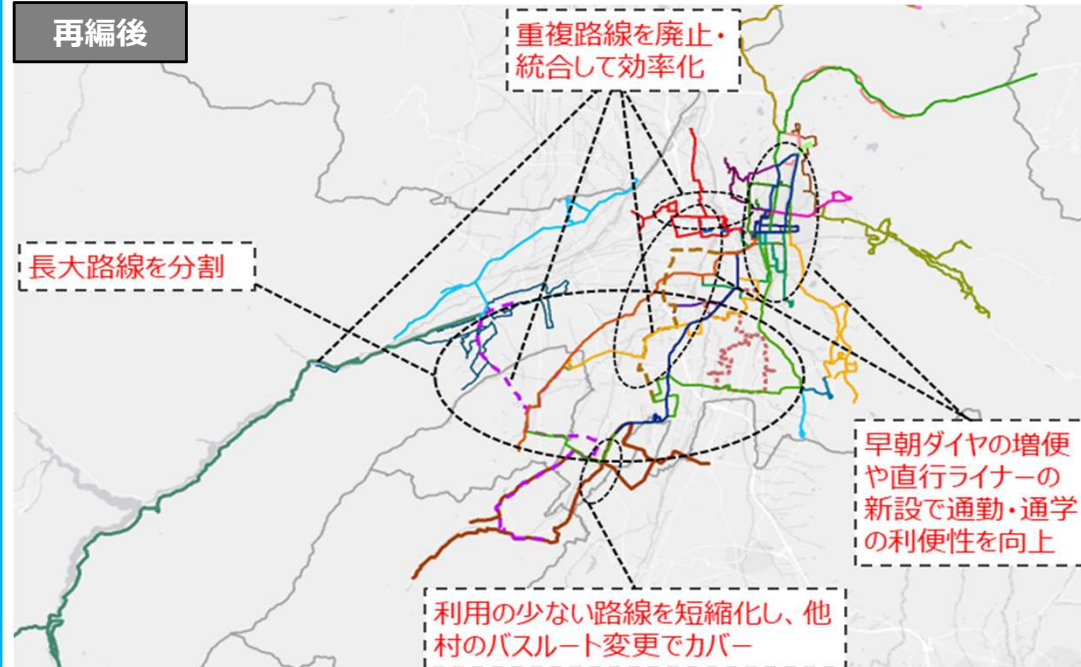 再編後
重複路線を廃止・
統合して効率化
長大路線を分割
早朝ダイヤの増便
や直行ライナーの
新設で通勤・通学
の利便性を向上
利用の少ない路線を短縮化し、他
村のバスルート変更でカバー